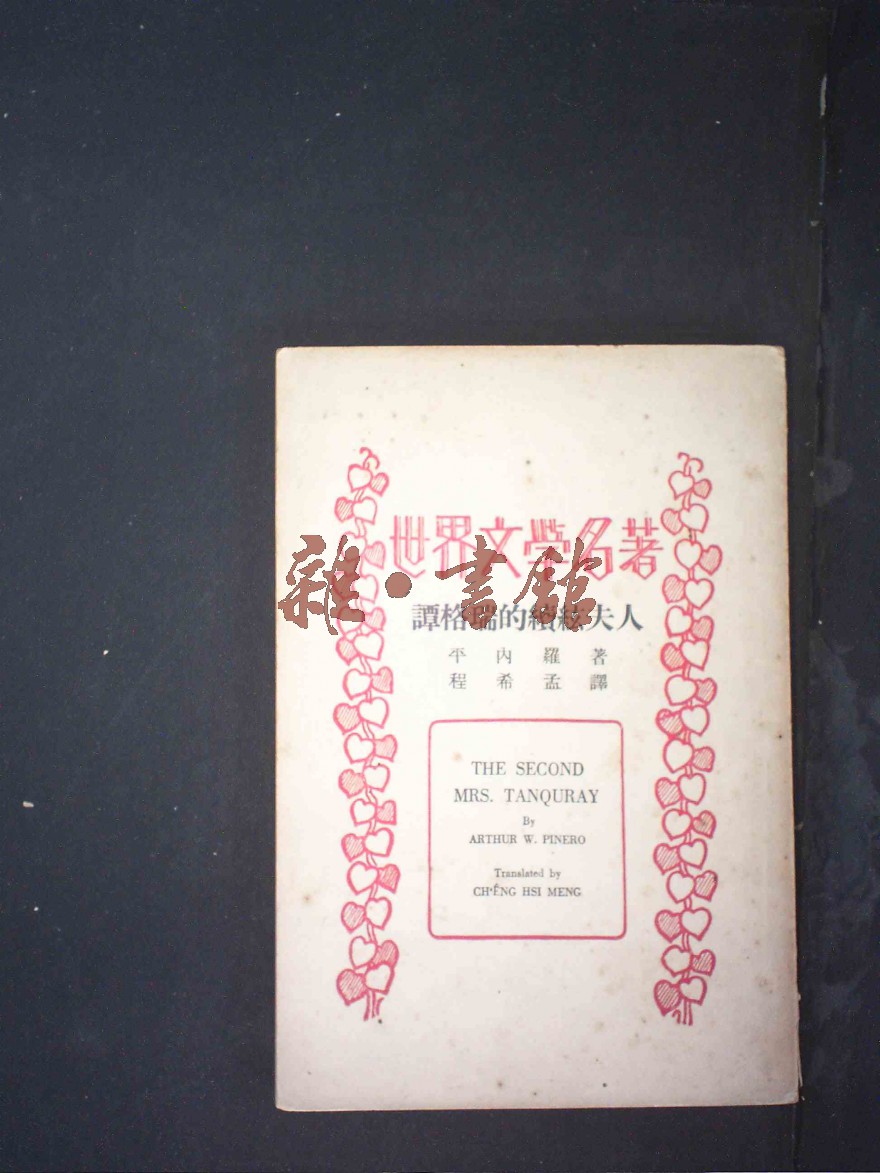 世界文學名著
雜·書館
譚格瑞的續絃夫人
平內羅著
程希孟譯
THE SECOND
MRS. TANQURAY
By
ARTHUR W. PINERO
Translated by
CH'ÊNG HSI MENG